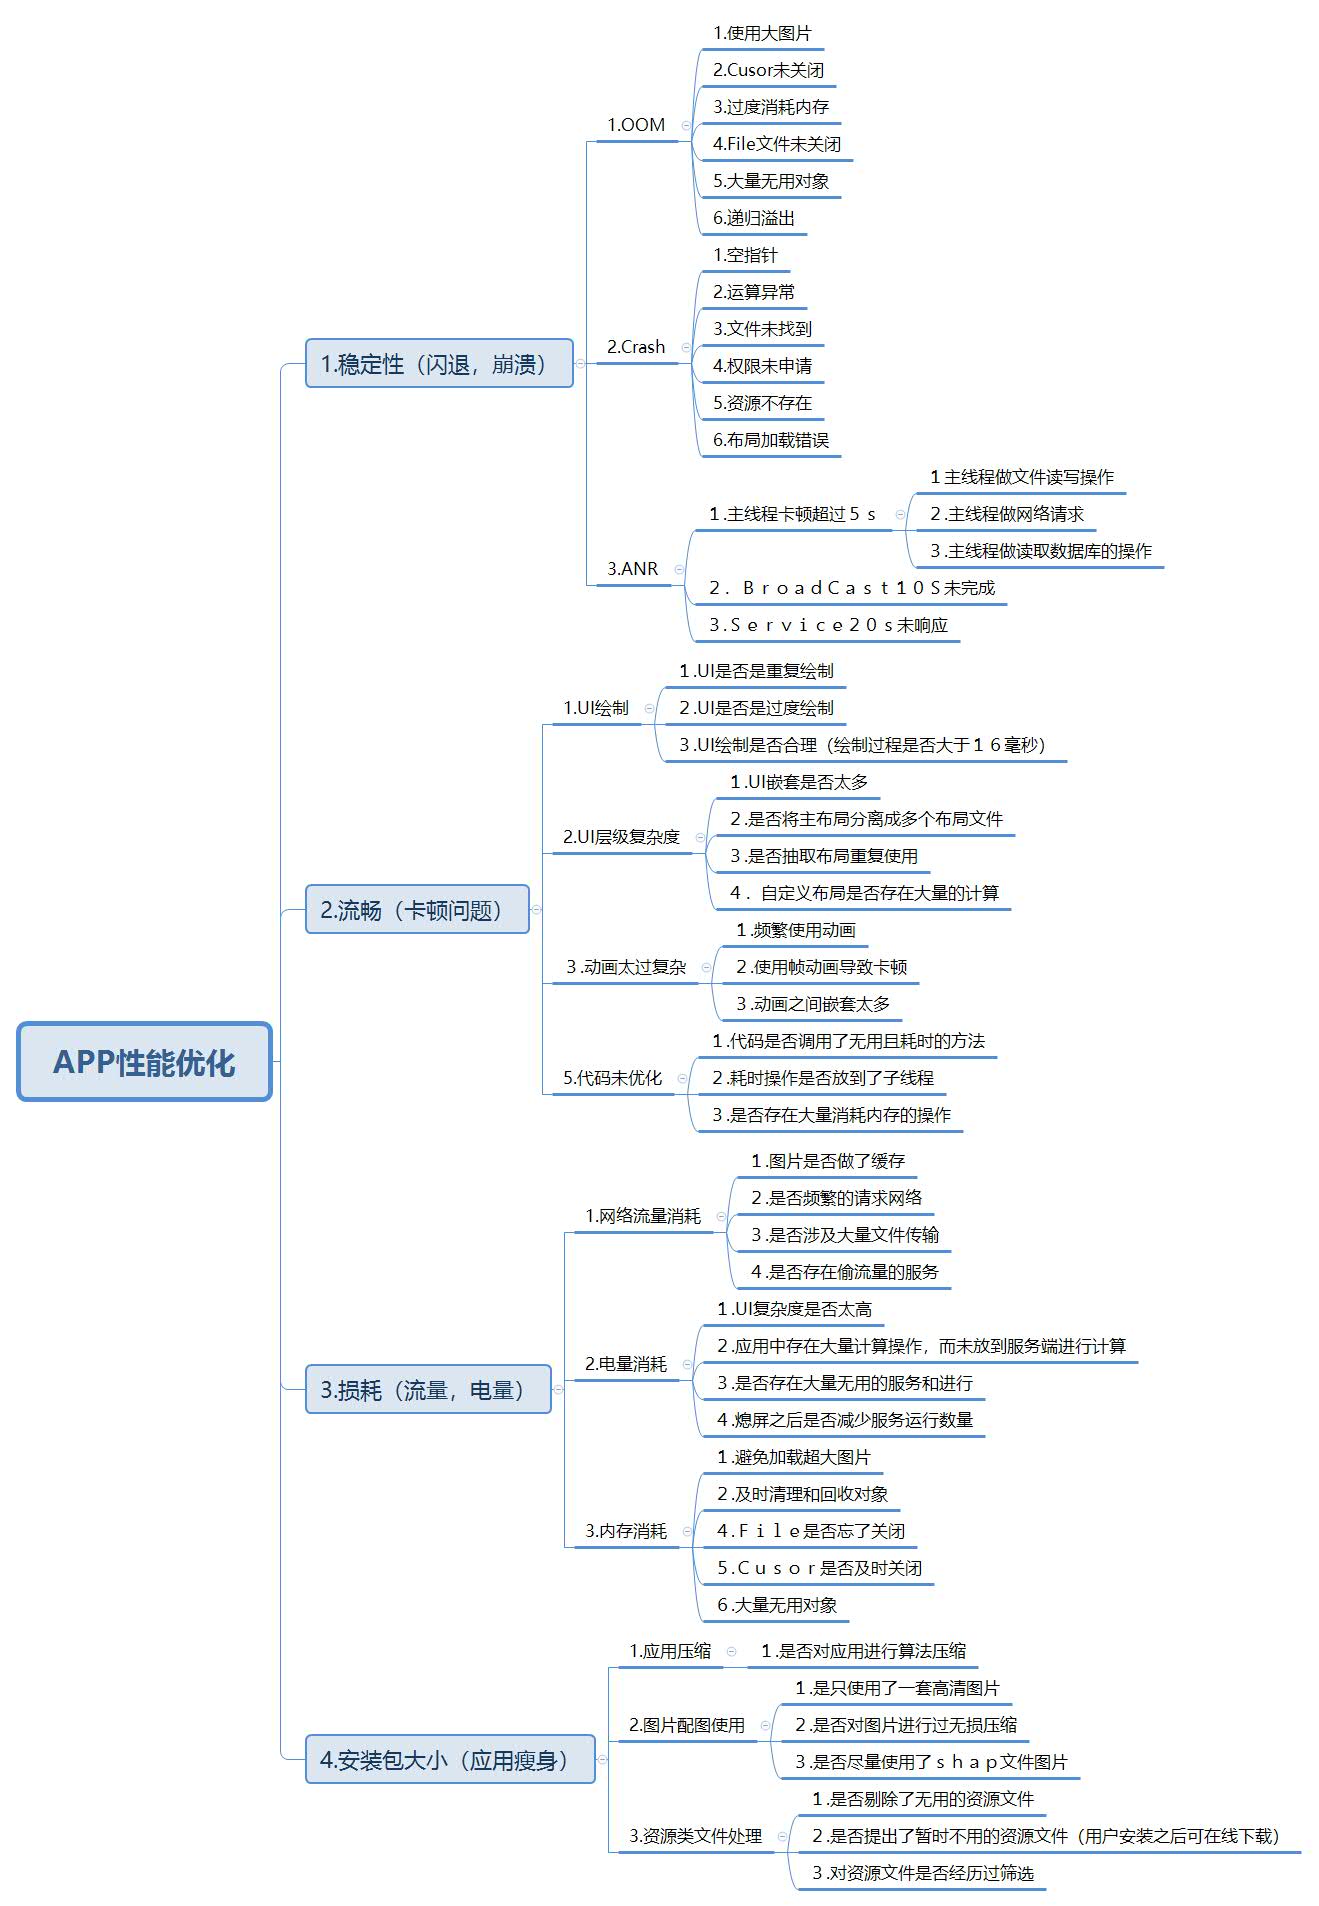 APP性能优化
1.稳定性（闪退，崩溃）
1.OOM
1.使用大图片
2.Cusor未关闭
3.过度消耗内存
4.File文件未关闭
5.大量无用对象
6.递归溢出
2.Crash
1.空指针
2.运算异常
3.文件未找到
4.权限未申请
5.资源不存在
6.布局加载错误
3.ANR
１.主线程卡顿超过５ｓ
１主线程做文件读写操作
２.主线程做网络请求
３.主线程做读取数据库的操作
２．ＢｒｏａｄＣａｓｔ１０Ｓ未完成
３.Ｓｅｒｖｉｃｅ２０ｓ未响应
2.流畅（卡顿问题）
1.UI绘制
１.UI是否是重复绘制
２.UI是否是过度绘制
３.UI绘制是否合理（绘制过程是否大于１６毫秒）
2.UI层级复杂度
１.UI嵌套是否太多
２.是否将主布局分离成多个布局文件
３.是否抽取布局重复使用
４．自定义布局是否存在大量的计算
３.动画太过复杂
１.频繁使用动画
２.使用帧动画导致卡顿
３.动画之间嵌套太多
5.代码未优化
１.代码是否调用了无用且耗时的方法
２.耗时操作是否放到了子线程
３.是否存在大量消耗内存的操作
3.损耗（流量，电量）
1.网络流量消耗
１.图片是否做了缓存
２.是否频繁的请求网络
３.是否涉及大量文件传输
４.是否存在偷流量的服务
2.电量消耗
１.UI复杂度是否太高
２.应用中存在大量计算操作，而未放到服务端进行计算
３.是否存在大量无用的服务和进行
４.熄屏之后是否减少服务运行数量
3.内存消耗
１.避免加载超大图片
２.及时清理和回收对象
４.Ｆｉｌｅ是否忘了关闭
５.Ｃｕｓｏｒ是否及时关闭
６.大量无用对象
4.安装包大小（应用瘦身）
1.应用压缩
１.是否对应用进行算法压缩
2.图片配图使用
１.是只使用了一套高清图片
２.是否对图片进行过无损压缩
３.是否尽量使用了ｓｈａｐ文件图片
3.资源类文件处理
１.是否剔除了无用的资源文件
２.是否提出了暂时不用的资源文件（用户安装之后可在线下载）
３.对资源文件是否经历过筛选